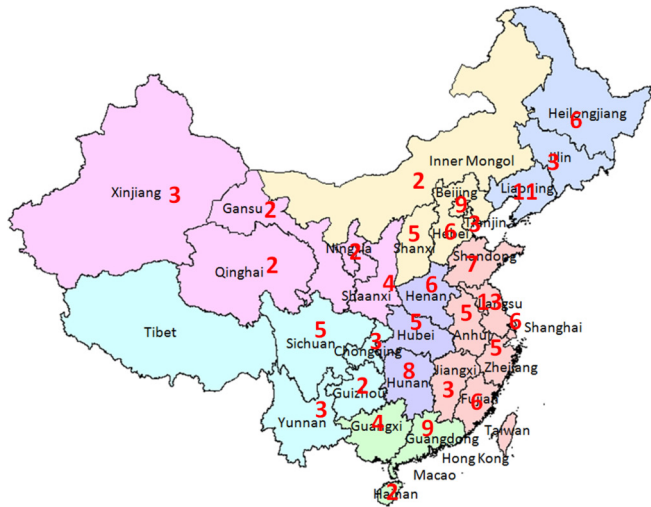 Heilongjiang
6
Jilin
3
Inner Mongol
2
Liaoning
11
Beijing
9
Xinjiang
3
Gansu
2
Tianjin
3
Hebei
6
Shanxi
5
Ningxia
2
Shandong
7
Qinghai
2
Shaanxi
4
Henan
6
Jiangsu
13
Anhui
5
Shanghai
6
Tibet
Sichuan
5
Chongqing
3
Hubei
5
Zhejiang
5
Hunan
8
Jiangxi
3
Guizhou
2
Fujian
6
Yunnan
3
Guangxi
4
Guangdong
9
Taiwan
Hong Kong
Macao
Hainan
2